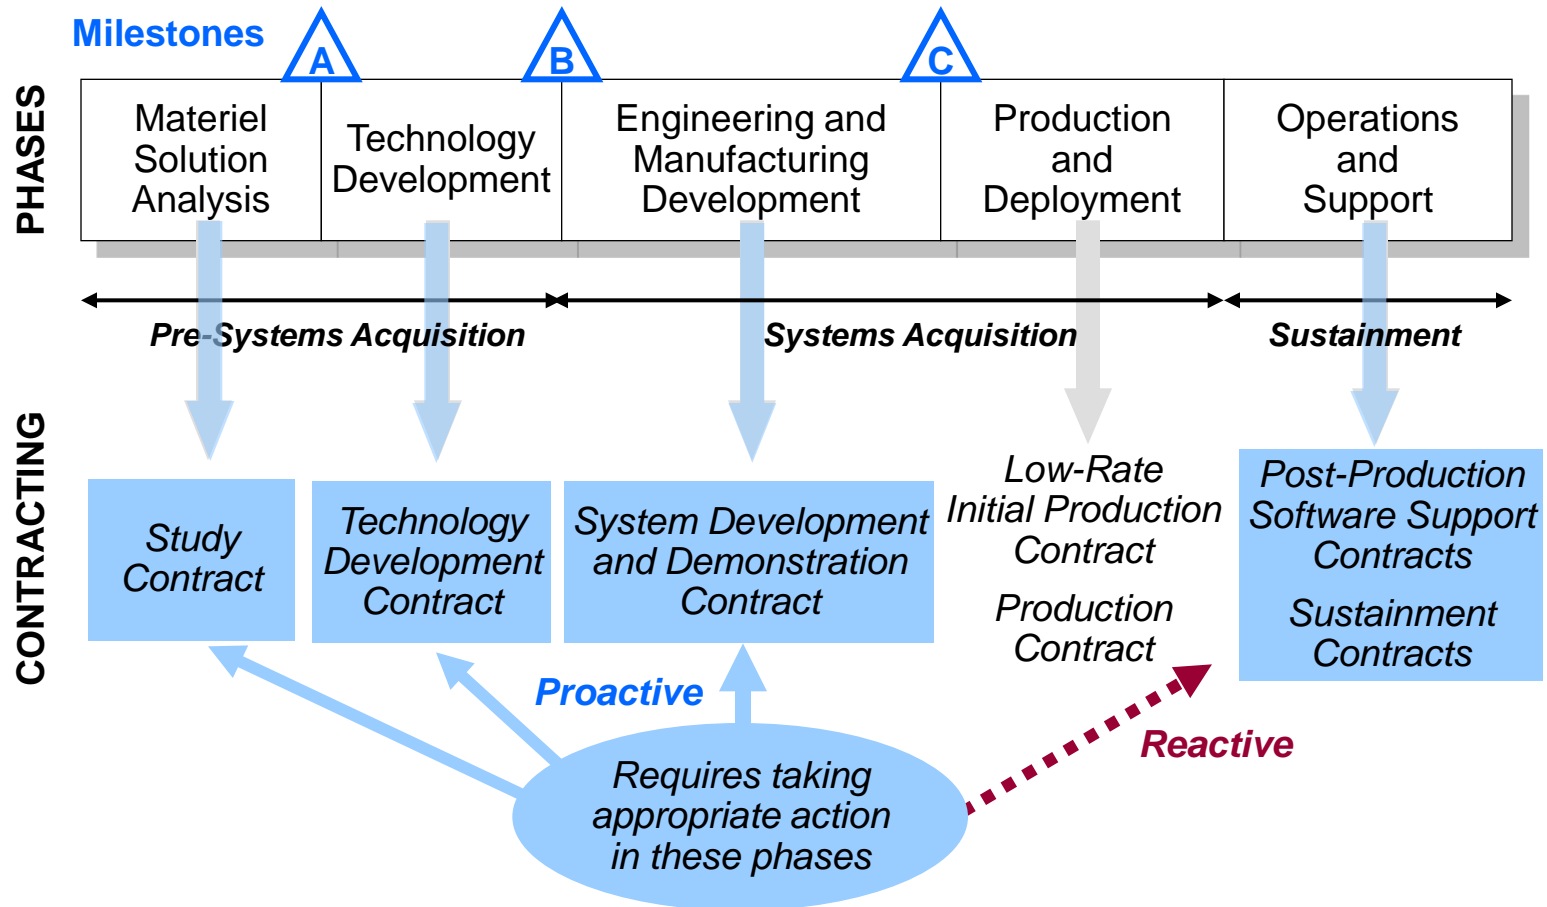 Milestones
A
B
C
PHASES
Materiel
Solution
Analysis
Technology
Development
Engineering and
Manufacturing
Development
Production
and
Deployment
Operations
and
Support
Pre-Systems Acquisition
Systems Acquisition
Sustainment
CONTRACTING
Study
Contract
Technology
Development
Contract
System Development
and Demonstration
Contract
Low-Rate
Initial Production
Contract
Production
Contract
Post-Production
Software Support
Contracts
Sustainment
Contracts
Proactive
Reactive
Requires taking
appropriate action
in these phases